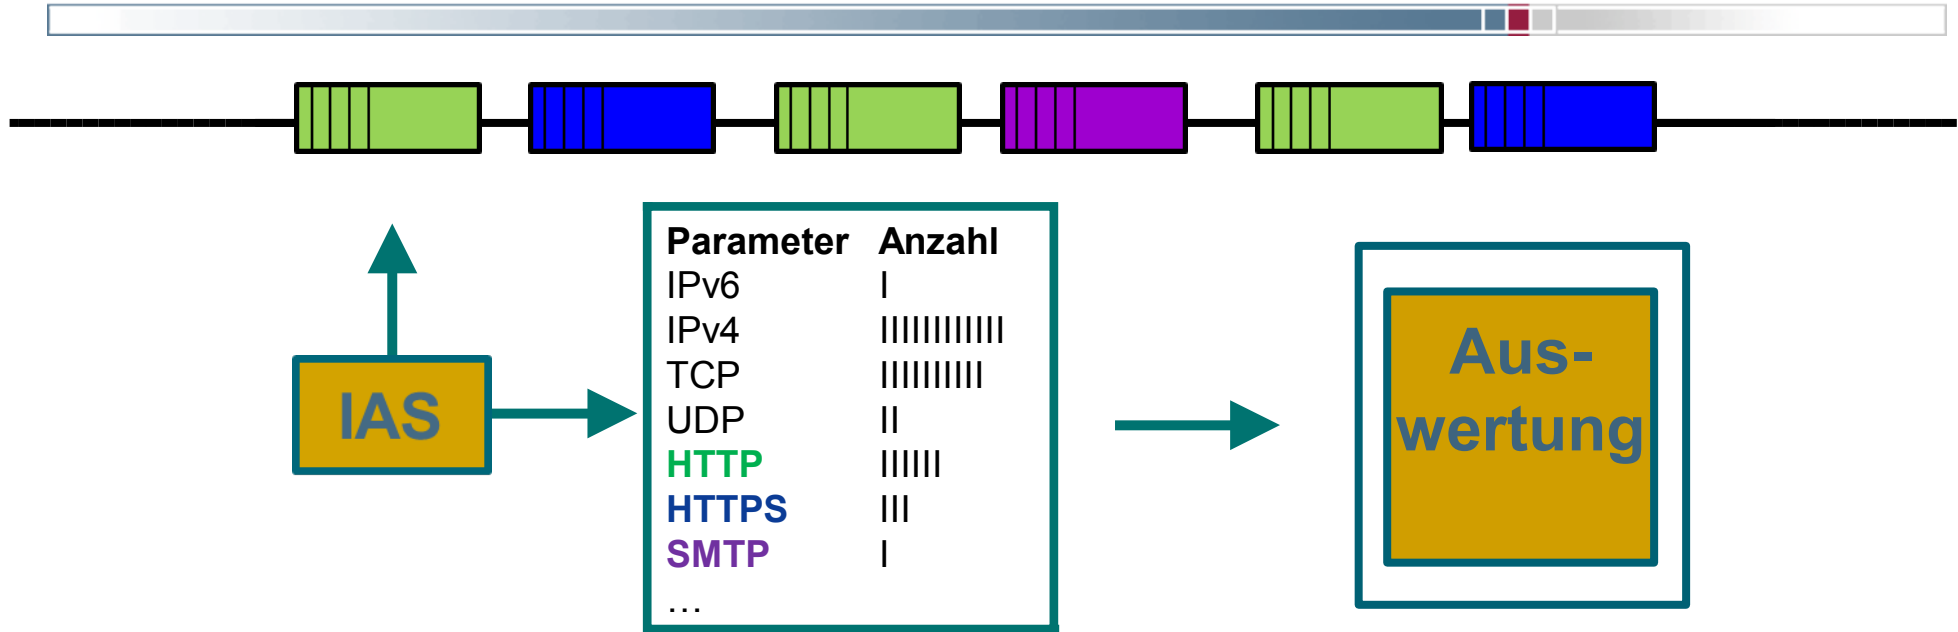 Parameter Anzahl
IPv6 I
IPv4 IIIIIIIIIIII
TCP IIIIIIIIII
UDP II
HTTP IIIIII
HTTPS III
SMTP I
…
IAS
Aus-
wertung